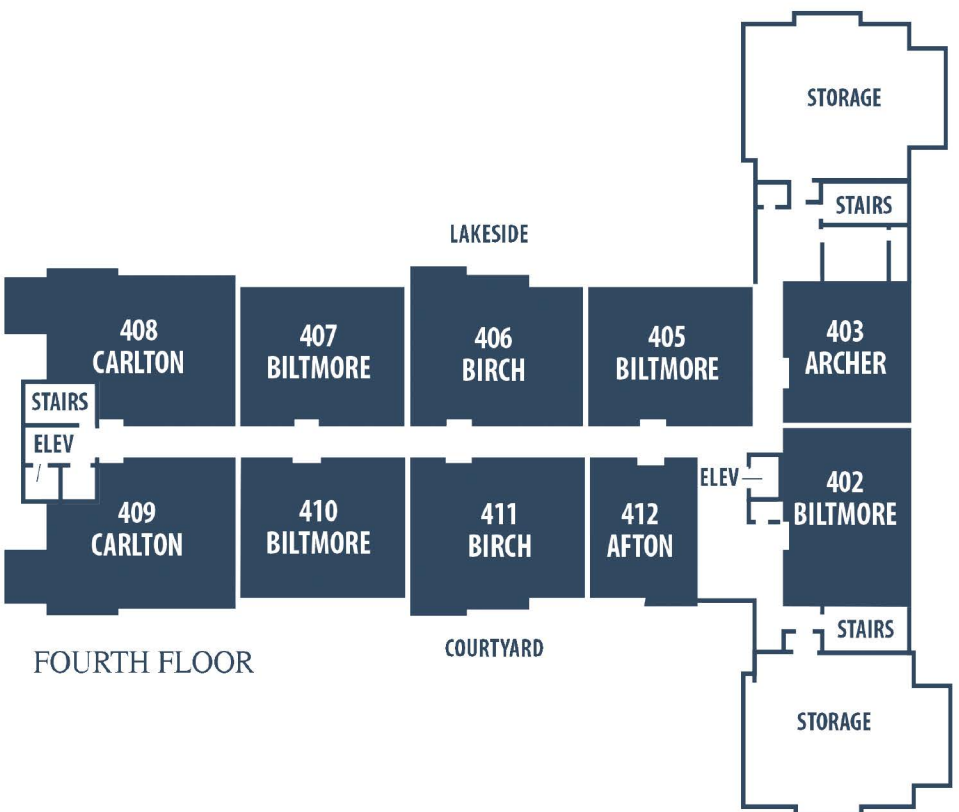 STORAGE
STAIRS
LAKESIDE
408
CARLTON
407
BILTMORE
406
BIRCH
405
BILTMORE
403
ARCHER
STAIRS
ELEV
409
CARLTON
410
BILTMORE
411
BIRCH
412
AFTON
ELEV
402
BILTMORE
STAIRS
COURTYARD
FOURTH FLOOR
STORAGE